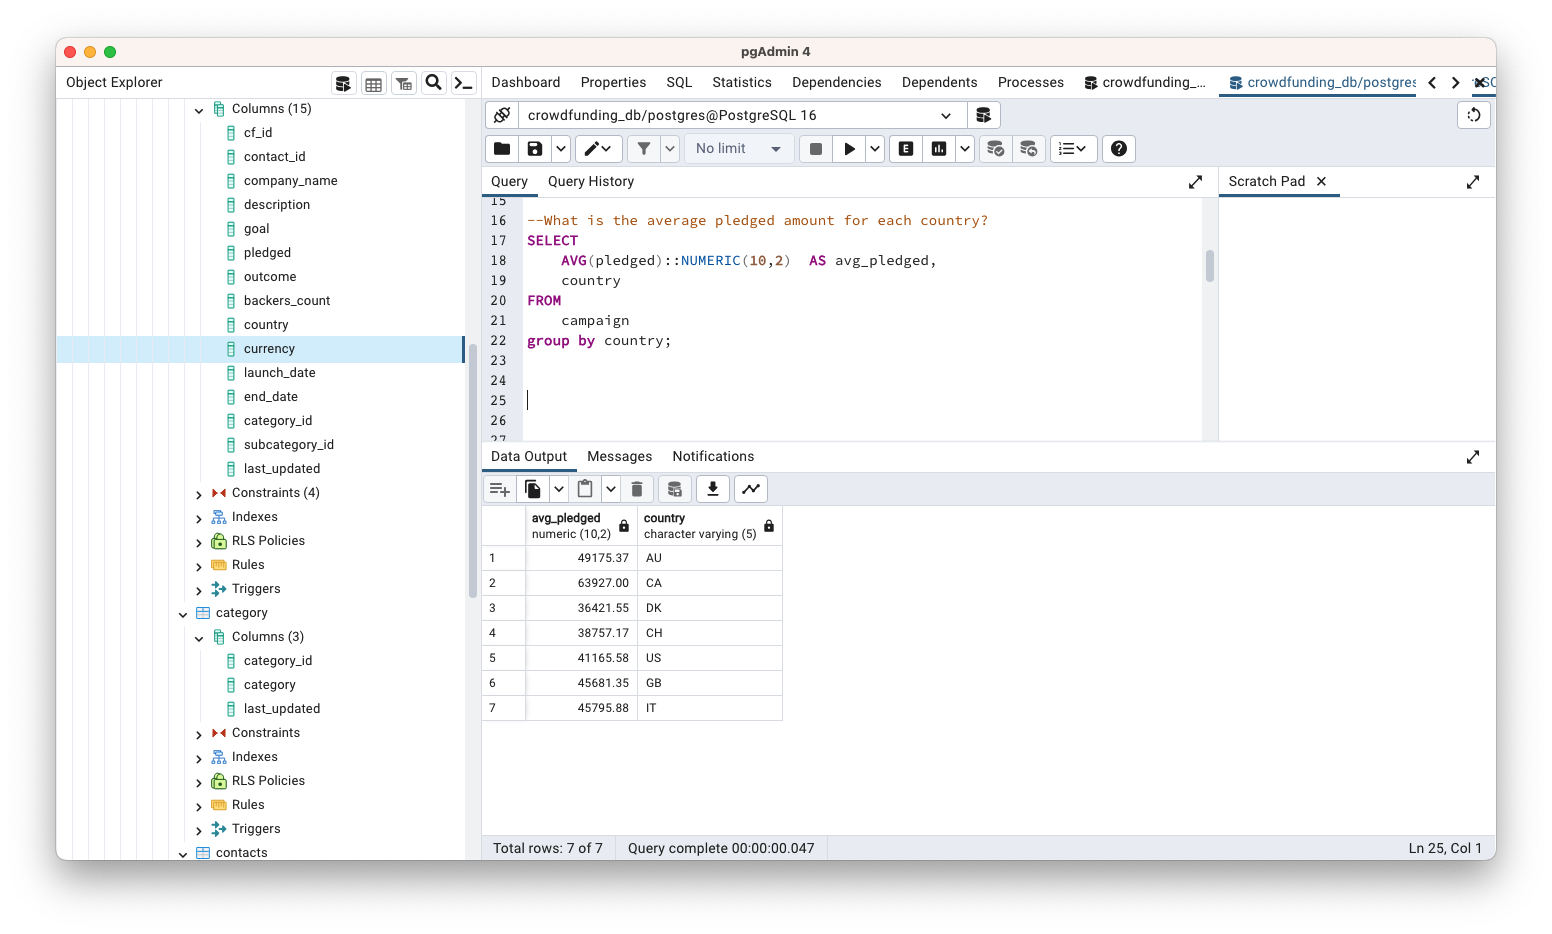 pgAdmin 4
Object Explorer
Columns (15)
cf_id
contact_id
company_name
description
goal
pledged
outcome
backers_count
country
currency
launch_date
end_date
category_id
subcategory_id
last_updated
Constraints (4)
Indexes
RLS Policies
Rules
Triggers
category
Columns (3)
category_id
category
last_updated
Constraints
Indexes
RLS Policies
Rules
Triggers
contacts
Dashboard Properties SQL Statistics Dependencies Dependents Processes crowdfunding_... crowdfunding_db/postgres
crowdfunding_db/postgres@PostgreSQL 16
No limit E
Query Query History Scratch Pad
15
16 --What is the average pledged amount for each country?
17 SELECT
18 AVG(pledged)::NUMERIC(10,2) AS avg_pledged,
19 country
20 FROM
21 campaign
22 group by country;
23
24
25
26
27
Data Output Messages Notifications
avg_pledged country
numeric (10,2) character varying (5)
1 49175.37 AU
2 63927.00 CA
3 36421.55 DK
4 38757.17 CH
5 41165.58 US
6 45681.35 GB
7 45795.88 IT
Total rows: 7 of 7 Query complete 00:00:00.047 Ln 25, Col 1